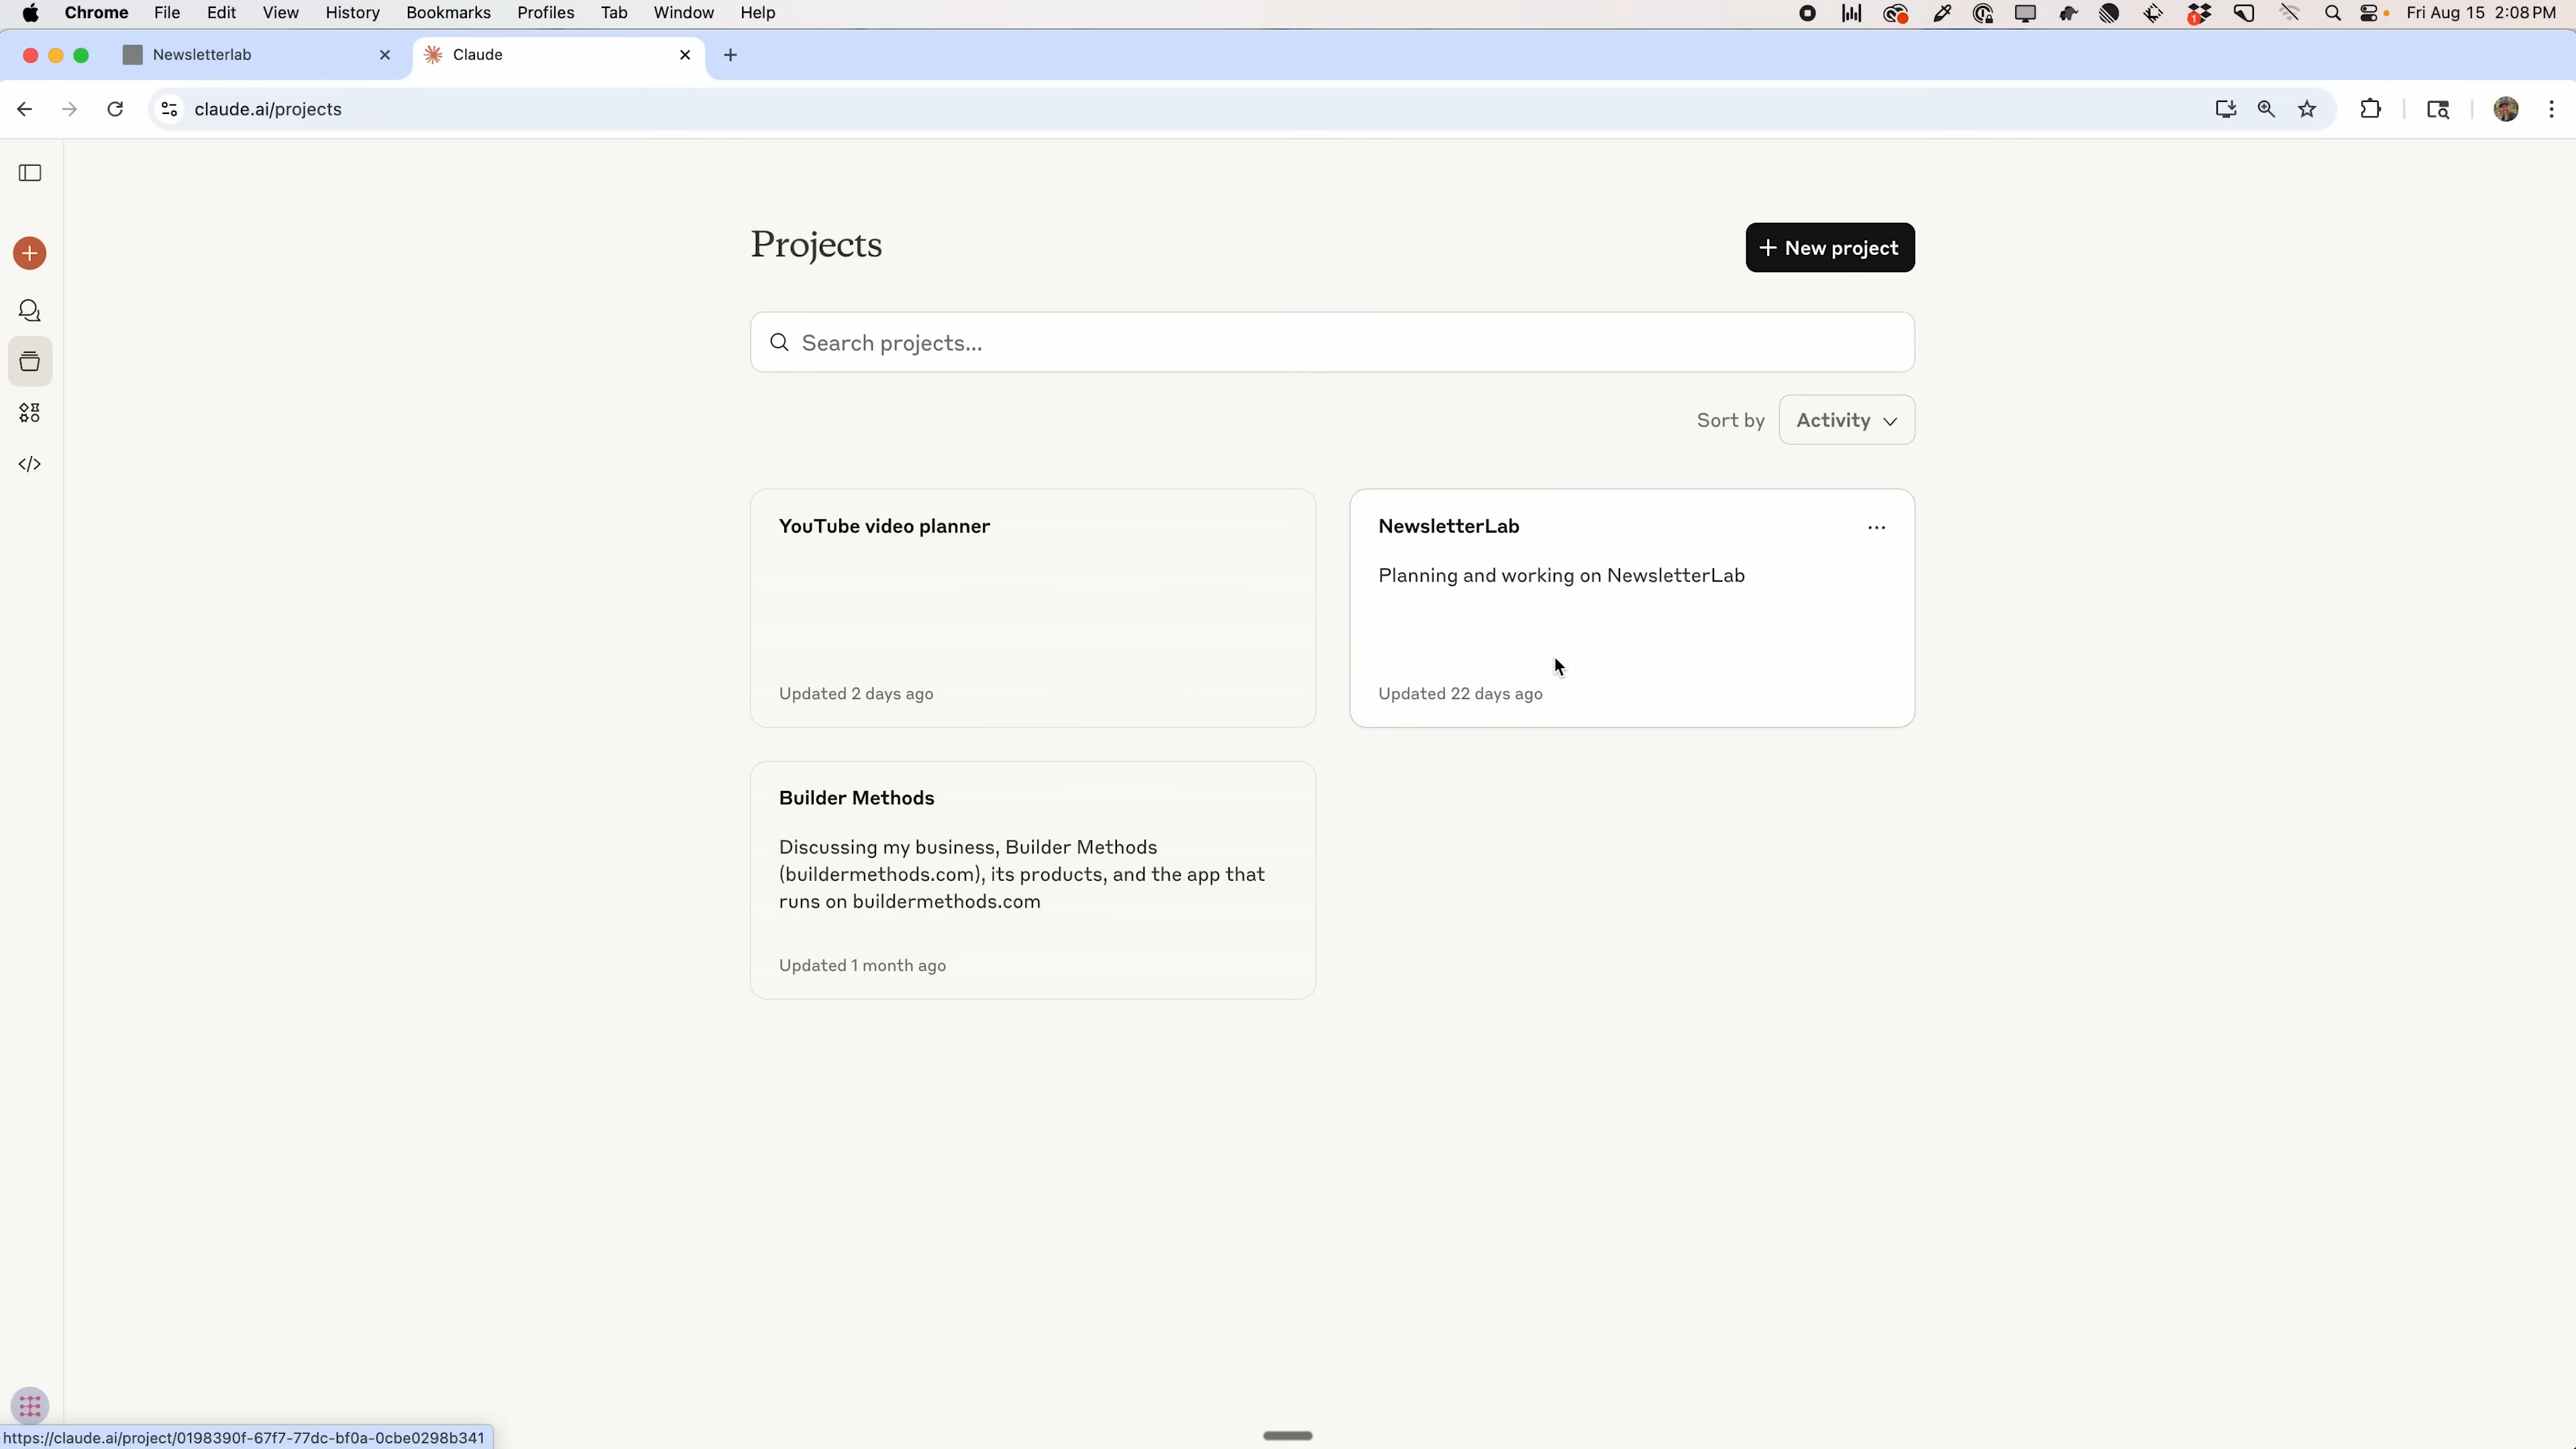 Chrome File Edit View History Bookmarks Profiles Tab Window Help
1
Fri Aug 15 2:08 PM
Newsletterlab
Claude
claude.ai/projects
Projects
New project
Search projects...
Sort by
Activity
YouTube video planner
Updated 2 days ago
NewsletterLab
Planning and working on NewsletterLab
Updated 22 days ago
Builder Methods
Discussing my business, Builder Methods
(buildermethods.com), its products, and the app that
runs on buildermethods.com
Updated 1 month ago
https://claude.ai/project/0198390f-67f7-77dc-bf0a-0cbe0298b341